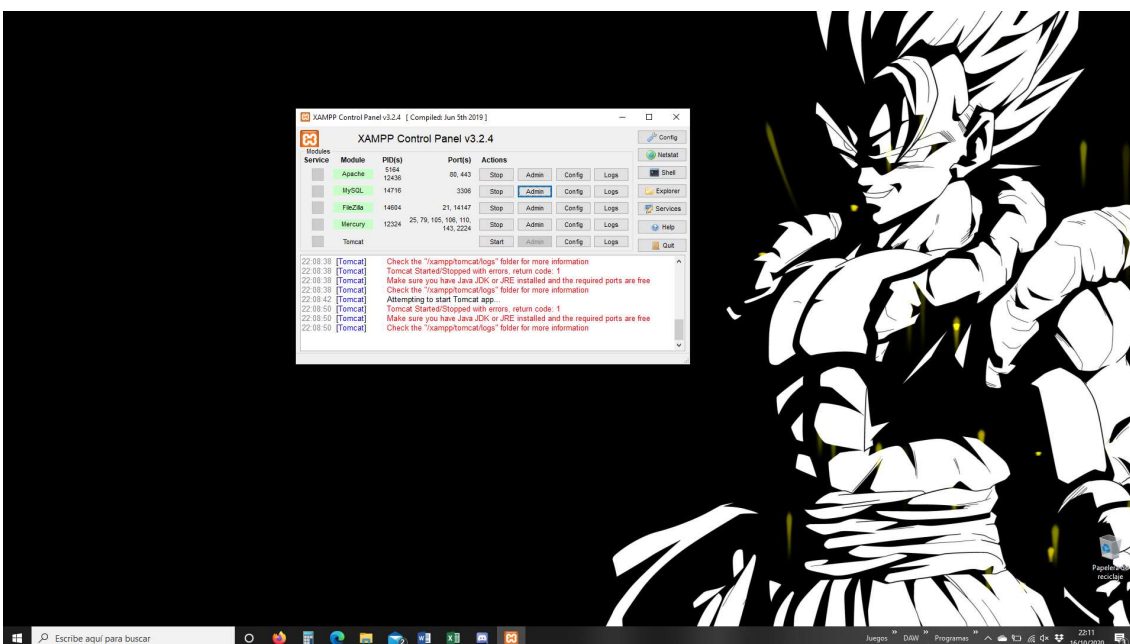 XAMPP Control Panel v3.2.4 [ Compiled: Jun 5th 2019 ]
XAMPP Control Panel v3.2.4
Config
Modules
Service Module PID(s) Port(s) Actions
Netstat
Apache 5164 12436 80, 443 Stop Admin Config Logs
Shell
MySQL 14716 3306 Stop Admin Config Logs
Explorer
FileZilla 14604 21, 14147 Stop Admin Config Logs
Services
Mercury 12324 25, 79, 105, 106, 110, 143, 2224 Stop Admin Config Logs
Help
Tomcat Start Admin Config Logs
Quit
22:08:38 [Tomcat] Check the "/xampp/tomcat/logs" folder for more information
22:08:38 [Tomcat] Tomcat Started/Stopped with errors, return code: 1
22:08:38 [Tomcat] Make sure you have Java JDK or JRE installed and the required ports are free
22:08:38 [Tomcat] Check the "/xampp/tomcat/logs" folder for more information
22:08:42 [Tomcat] Attempting to start Tomcat app...
22:08:50 [Tomcat] Tomcat Started/Stopped with errors, return code: 1
22:08:50 [Tomcat] Make sure you have Java JDK or JRE installed and the required ports are free
22:08:50 [Tomcat] Check the "/xampp/tomcat/logs" folder for more information
Papelera de
reciclaje
Escribe aquí para buscar
Juegos DAW Programas
22:11
16/10/2020